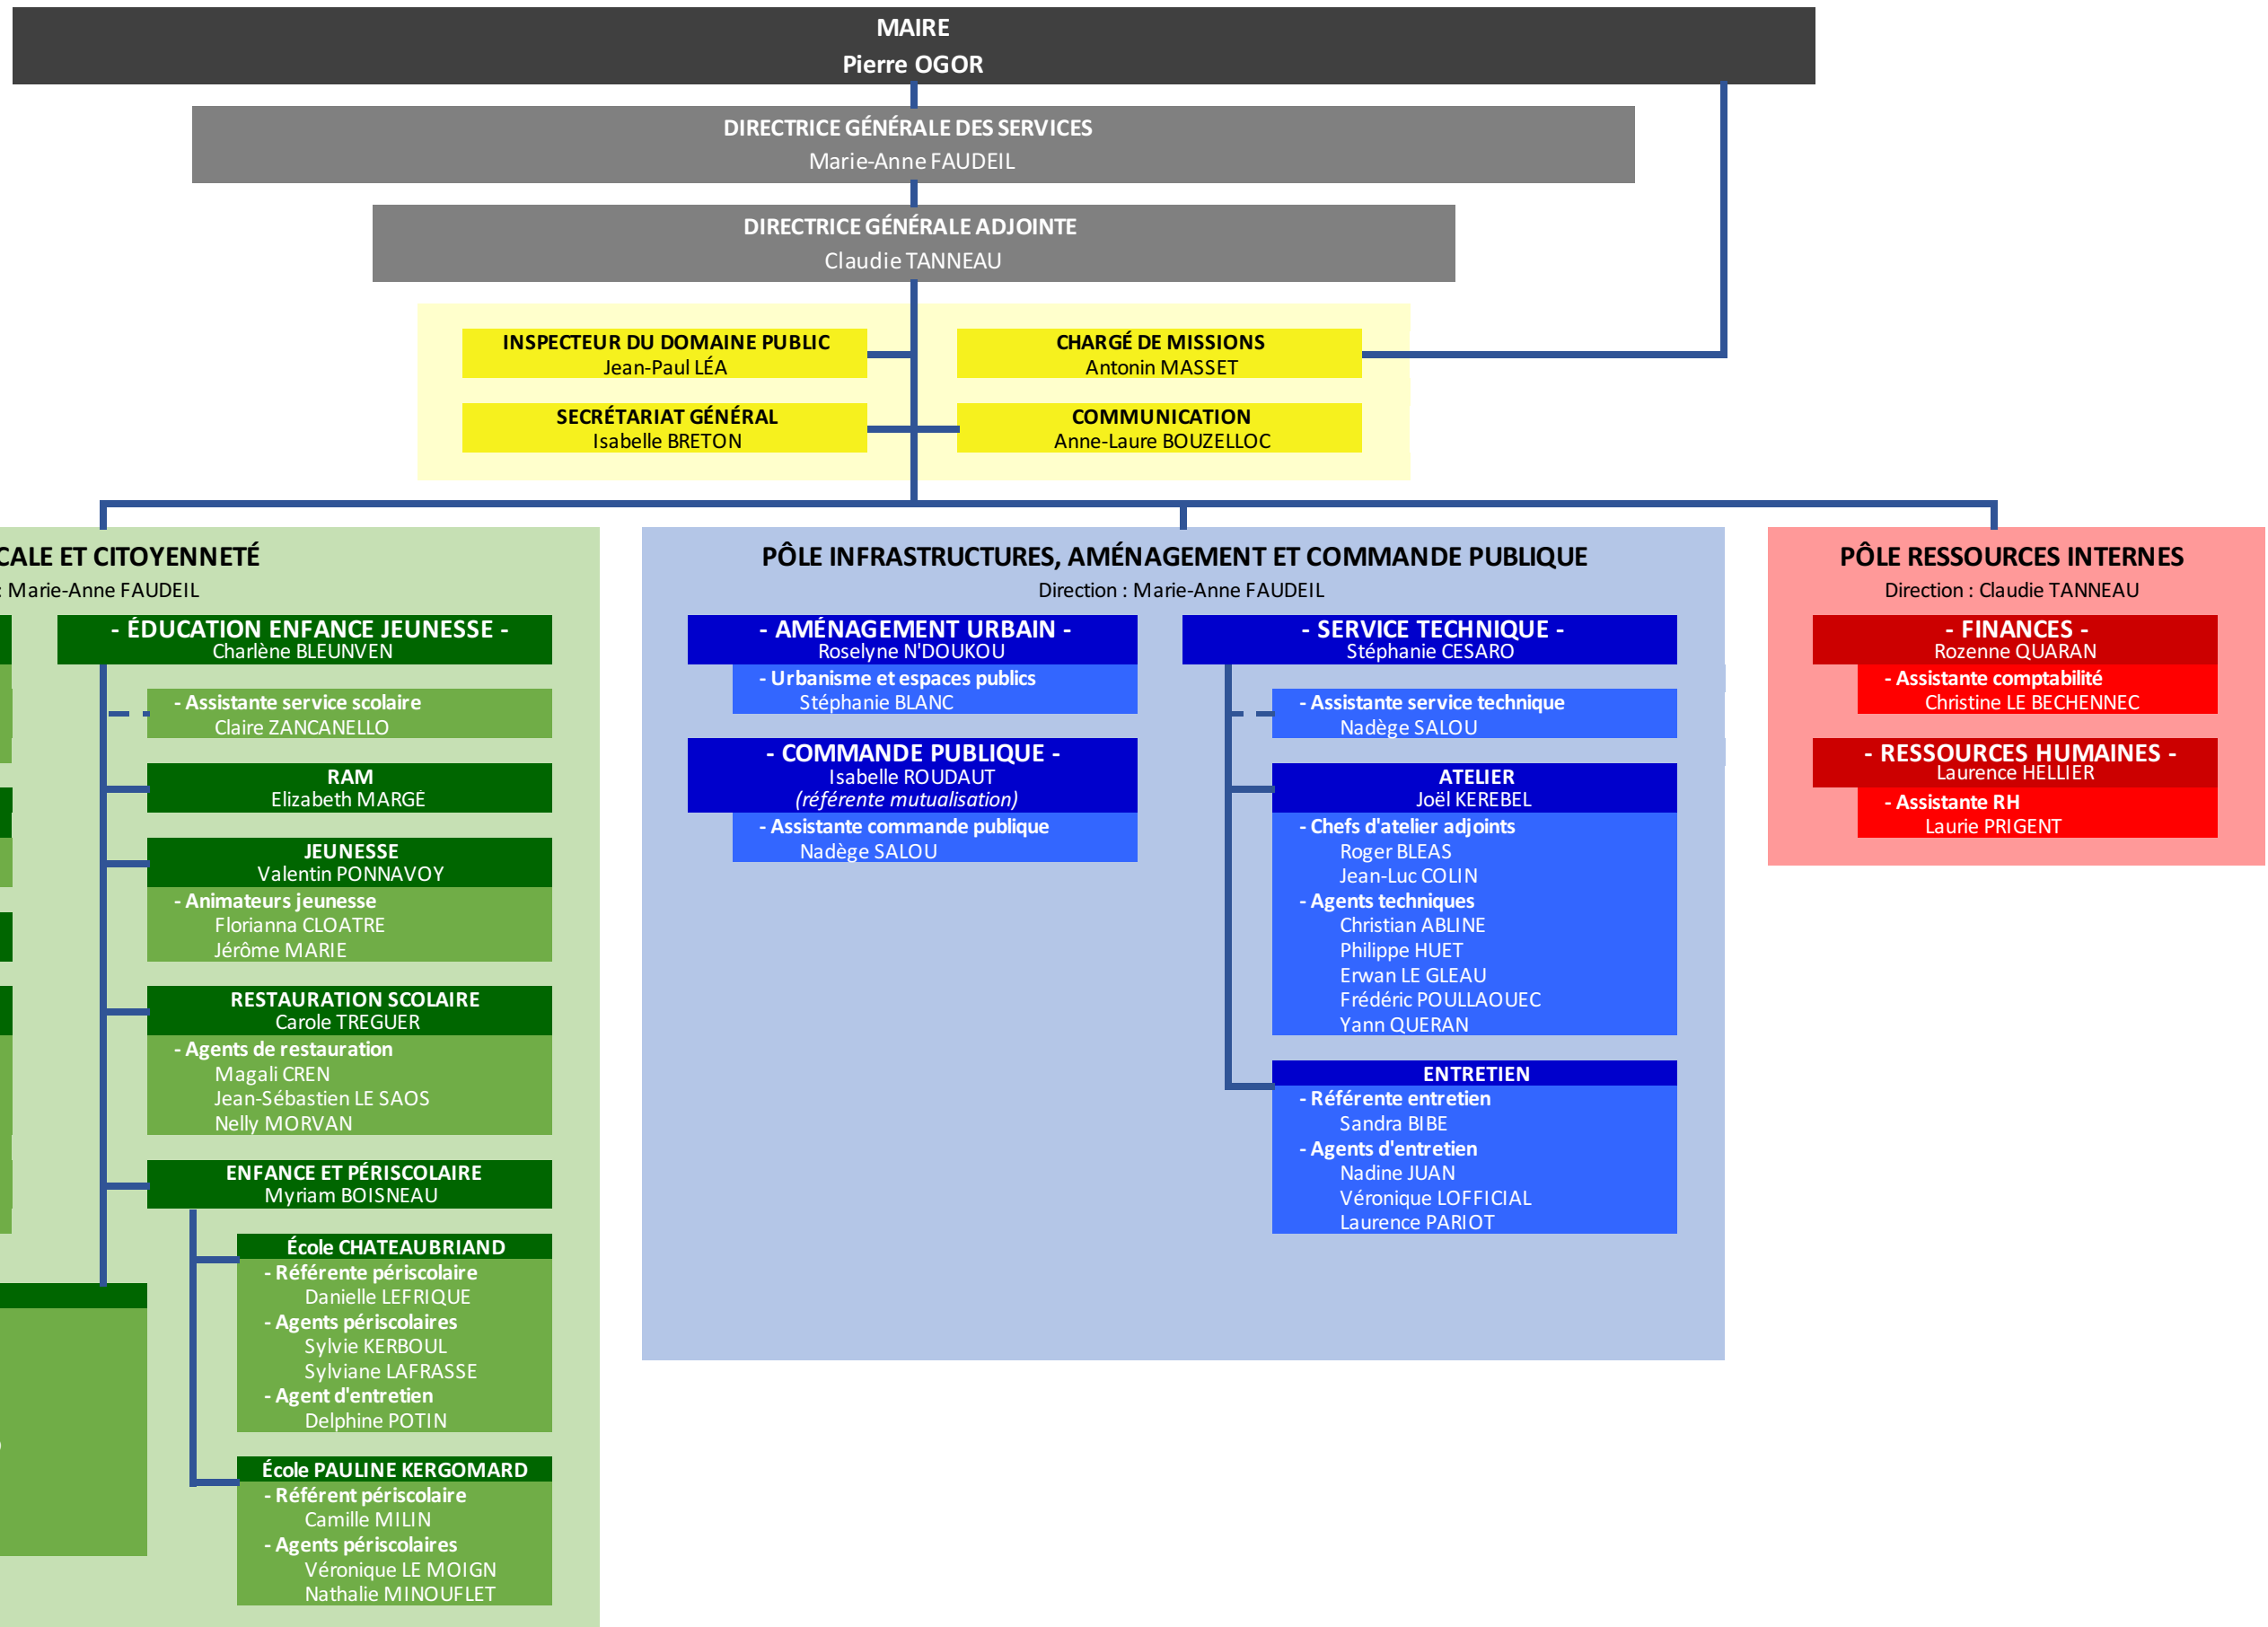 MAIRE
Pierre OGOR
DIRECTRICE GÉNÉRALE DES SERVICES
Marie-Anne FAUDEIL
DIRECTRICE GÉNÉRALE ADJOINTE
Claudie TANNEAU
INSPECTEUR DU DOMAINE PUBLIC
Jean-Paul LÉA
CHARGÉ DE MISSIONS
Antonin MASSET
SECRÉTARIAT GÉNÉRAL
Isabelle BRETON
COMMUNICATION
Anne-Laure BOUZELLOC
CALE ET CITOYENNETÉ
: Marie-Anne FAUDEIL
- ÉDUCATION ENFANCE JEUNESSE -
Charlène BLEUNVEN
- Assistante service scolaire
Claire ZANCANELLO
RAM
Elizabeth MARGÉ
JEUNESSE
Valentin PONNAVOY
- Animateurs jeunesse
Florianna CLOATRE
Jérôme MARIE
RESTAURATION SCOLAIRE
Carole TREGUER
- Agents de restauration
Magali CREN
Jean-Sébastien LE SAOS
Nelly MORVAN
ENFANCE ET PÉRISCOLAIRE
Myriam BOISNEAU
École CHATEAUBRIAND
- Référente périscolaire
Danielle LEFRIQUE
- Agents périscolaires
Sylvie KERBOUL
Sylviane LAFRASSE
- Agent d'entretien
Delphine POTIN
École PAULINE KERGOMARD
- Référent périscolaire
Camille MILIN
- Agents périscolaires
Véronique LE MOIGN
Nathalie MINOUFLET
PÔLE INFRASTRUCTURES, AMÉNAGEMENT ET COMMANDE PUBLIQUE
Direction : Marie-Anne FAUDEIL
- AMÉNAGEMENT URBAIN -
Roselyne N'DOUKOU
- Urbanisme et espaces publics
Stéphanie BLANC
- COMMANDE PUBLIQUE -
Isabelle ROUDAUT
(référente mutualisation)
- Assistante commande publique
Nadège SALOU
- SERVICE TECHNIQUE -
Stéphanie CESARO
- Assistante service technique
Nadège SALOU
ATELIER
Joël KEREBEL
- Chefs d'atelier adjoints
Roger BLEAS
Jean-Luc COLIN
- Agents techniques
Christian ABLINE
Philippe HUET
Erwan LE GLEAU
Frédéric POULLAOUEC
Yann QUERAN
ENTRETIEN
- Référente entretien
Sandra BIBE
- Agents d'entretien
Nadine JUAN
Véronique LOFFICIAL
Laurence PARIOT
PÔLE RESSOURCES INTERNES
Direction : Claudie TANNEAU
- FINANCES -
Rozenne QUARAN
- Assistante comptabilité
Christine LE BECHENNEC
- RESSOURCES HUMAINES -
Laurence HELLIER
- Assistante RH
Laurie PRIGENT